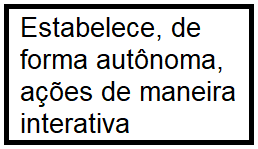 Estabelece, de
forma autônoma,
ações de maneira
interativa